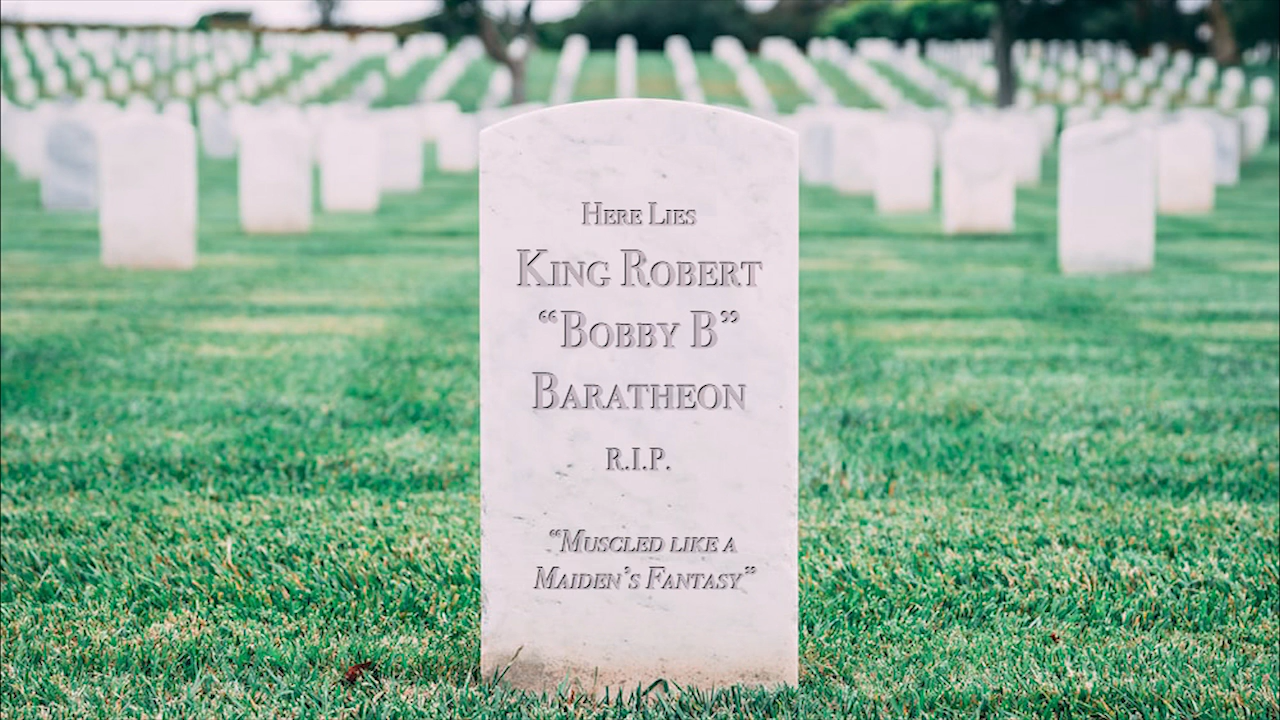 Here Lies
King Robert
“Bobby B”
Baratheon
R.I.P.
“Muscled like a
Maiden’s Fantasy”